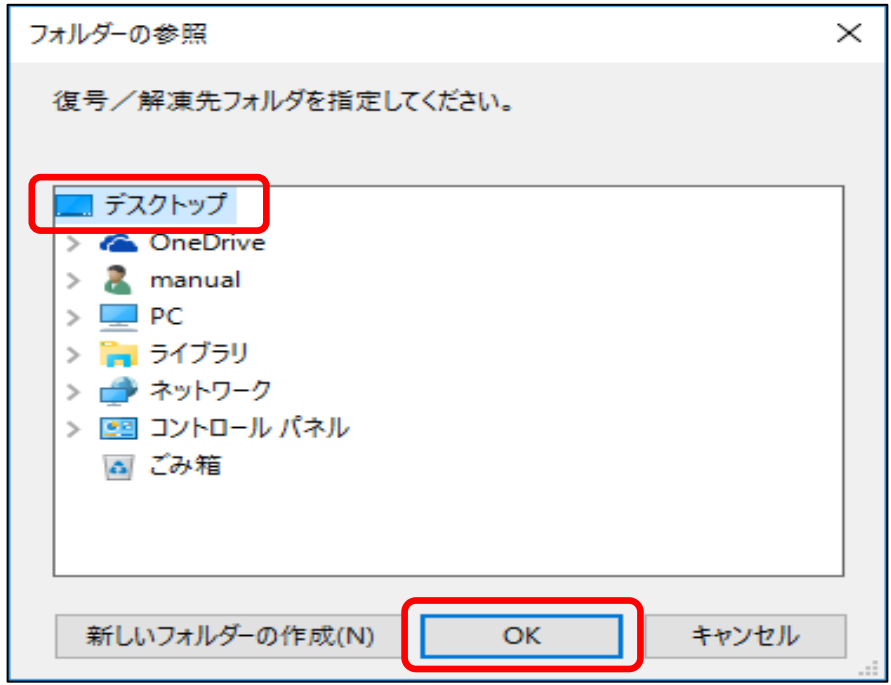 フォルダーの参照
復号／解凍先フォルダを指定してください。
デスクトップ
OneDrive
manual
PC
ライブラリ
ネットワーク
コントロール パネル
ごみ箱
新しいフォルダーの作成(N) OK キャンセル